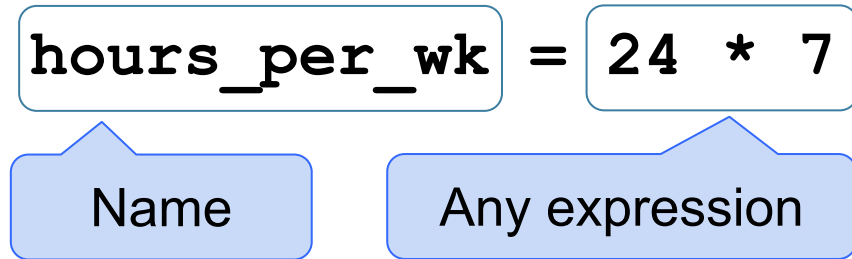 hours_per_wk = 24 * 7
Name
Any expression